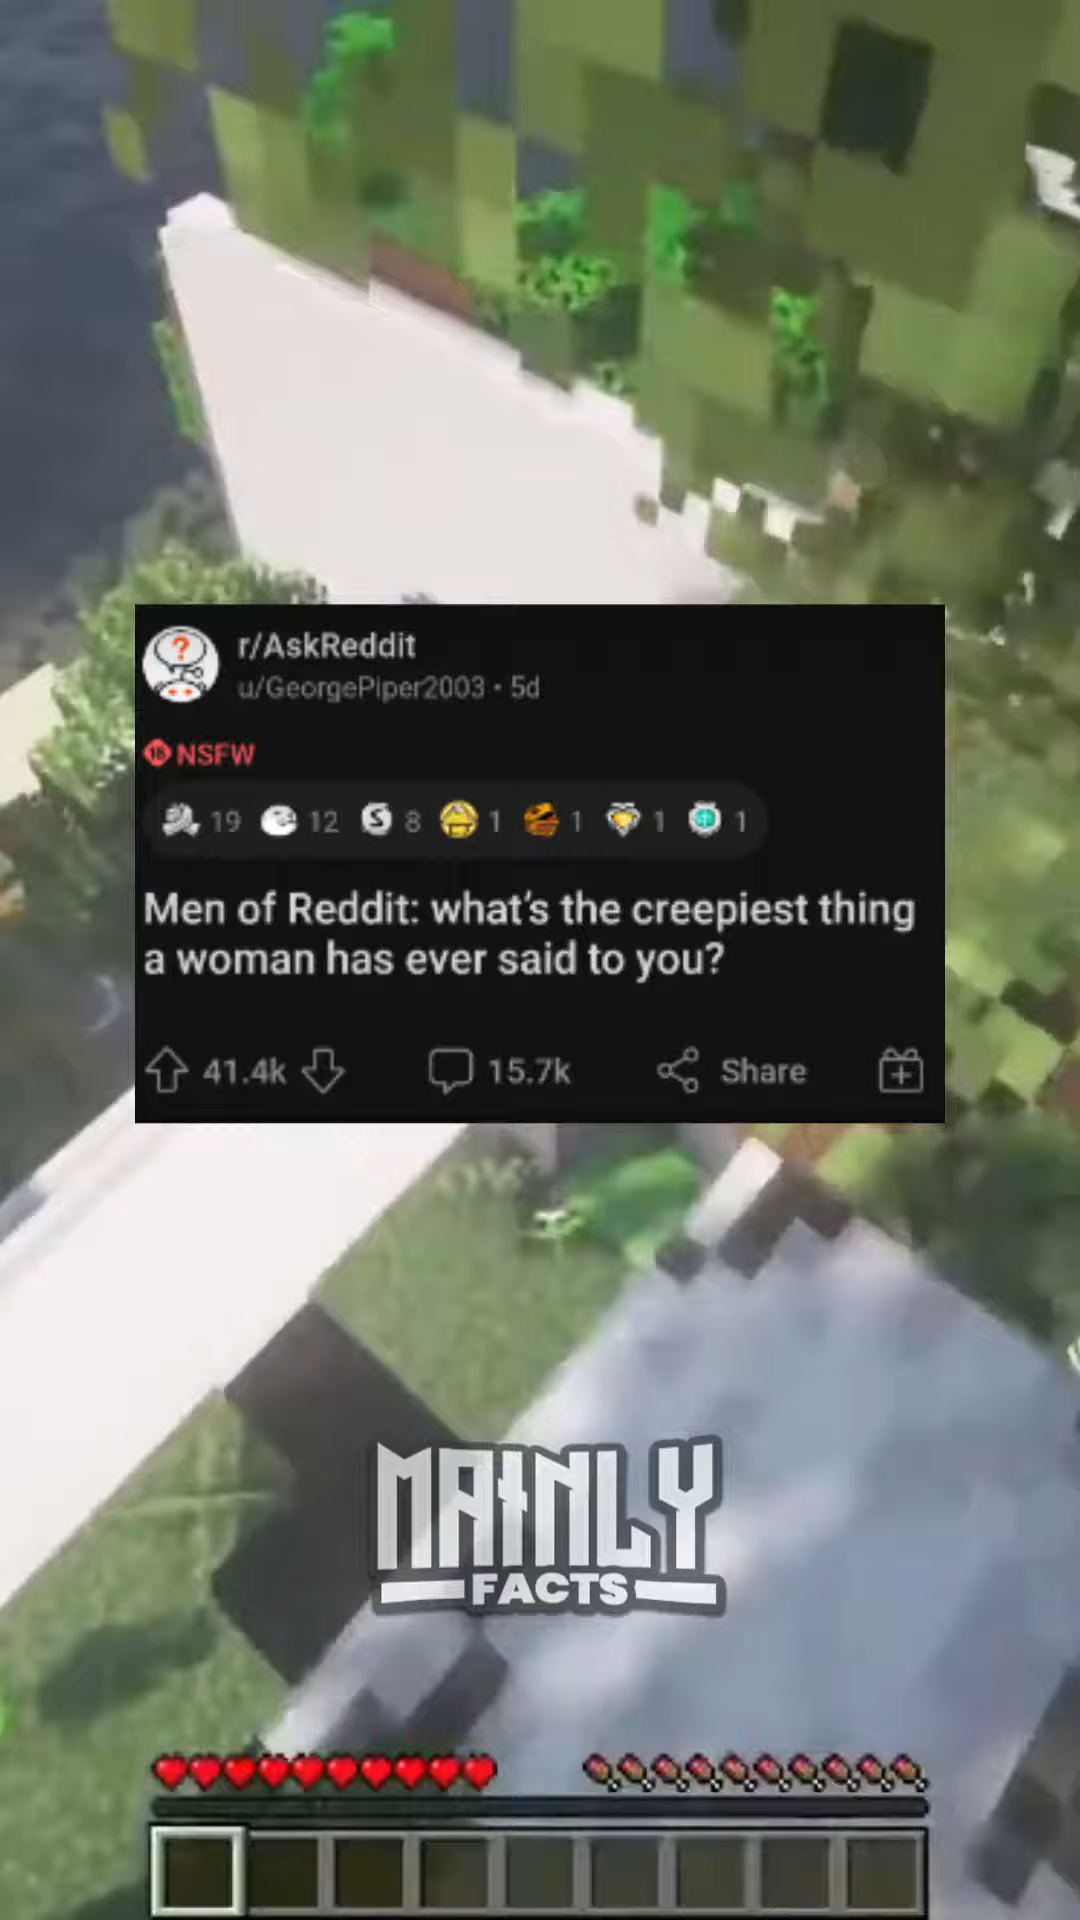 r/AskReddit
u/GeorgePiper2003 • 5d
18 NSFW
19 12 8 1 1 1 1
Men of Reddit: what's the creepiest thing
a woman has ever said to you?
41.4k 15.7k Share
MAINLY
FACTS